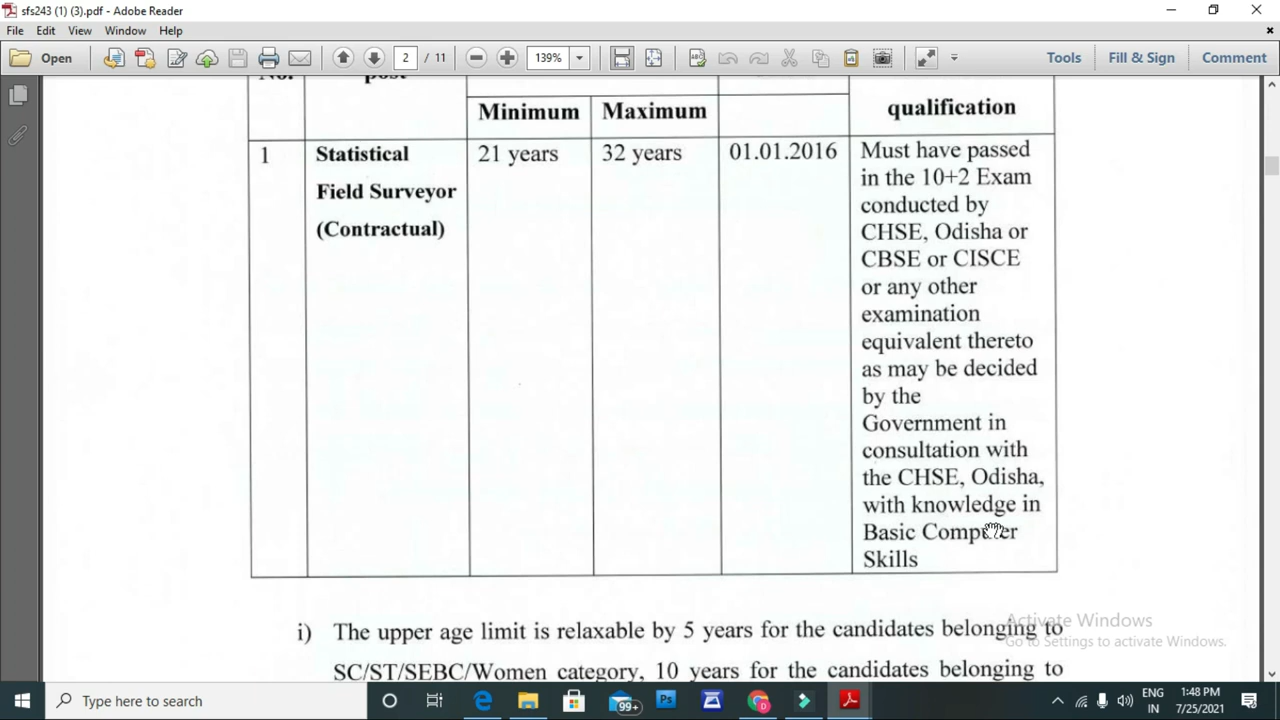 sfs243 (1) (3).pdf - Adobe Reader
File Edit View Window Help
Open 2 / 11 139% Tools Fill & Sign Comment
No. post
Minimum Maximum qualification
1 Statistical 21 years 32 years 01.01.2016 Must have passed
in the 10+2 Exam
Field Surveyor conducted by
(Contractual) CHSE, Odisha or
CBSE or CISCE
or any other
examination
equivalent thereto
as may be decided
by the
Government in
consultation with
the CHSE, Odisha,
with knowledge in
Basic Computer
Skills
i) The upper age limit is relaxable by 5 years for the candidates belonging to
SC/ST/SEBC/Women category, 10 years for the candidates belonging to
Activate Windows
Go to Settings to activate Windows.
Type here to search 99+ Ps ENG 1:48 PM
IN 7/25/2021